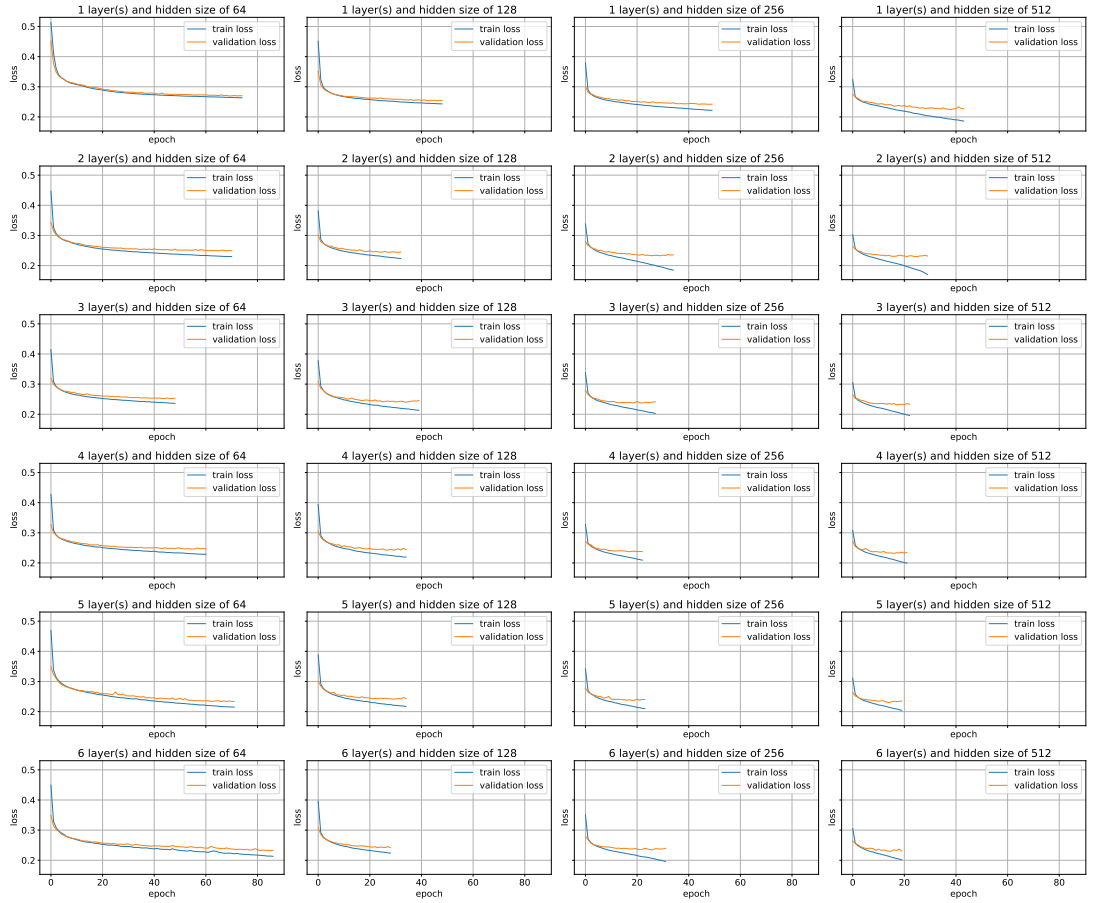 1 layer(s) and hidden size of 64
1 layer(s) and hidden size of 128
1 layer(s) and hidden size of 256
1 layer(s) and hidden size of 512
0.5
0.4
0.3
0.2
loss
train loss
validation loss
epoch
loss
train loss
validation loss
epoch
loss
train loss
validation loss
epoch
loss
train loss
validation loss
epoch
2 layer(s) and hidden size of 64
2 layer(s) and hidden size of 128
2 layer(s) and hidden size of 256
2 layer(s) and hidden size of 512
0.5
0.4
0.3
0.2
loss
train loss
validation loss
epoch
loss
train loss
validation loss
epoch
loss
train loss
validation loss
epoch
loss
train loss
validation loss
epoch
3 layer(s) and hidden size of 64
3 layer(s) and hidden size of 128
3 layer(s) and hidden size of 256
3 layer(s) and hidden size of 512
0.5
0.4
0.3
0.2
loss
train loss
validation loss
epoch
loss
train loss
validation loss
epoch
loss
train loss
validation loss
epoch
loss
train loss
validation loss
epoch
4 layer(s) and hidden size of 64
4 layer(s) and hidden size of 128
4 layer(s) and hidden size of 256
4 layer(s) and hidden size of 512
0.5
0.4
0.3
0.2
loss
train loss
validation loss
epoch
loss
train loss
validation loss
epoch
loss
train loss
validation loss
epoch
loss
train loss
validation loss
epoch
5 layer(s) and hidden size of 64
5 layer(s) and hidden size of 128
5 layer(s) and hidden size of 256
5 layer(s) and hidden size of 512
0.5
0.4
0.3
0.2
loss
train loss
validation loss
epoch
loss
train loss
validation loss
epoch
loss
train loss
validation loss
epoch
loss
train loss
validation loss
epoch
6 layer(s) and hidden size of 64
6 layer(s) and hidden size of 128
6 layer(s) and hidden size of 256
6 layer(s) and hidden size of 512
0.5
0.4
0.3
0.2
loss
train loss
validation loss
0 20 40 60 80
epoch
loss
train loss
validation loss
0 20 40 60 80
epoch
loss
train loss
validation loss
0 20 40 60 80
epoch
loss
train loss
validation loss
0 20 40 60 80
epoch